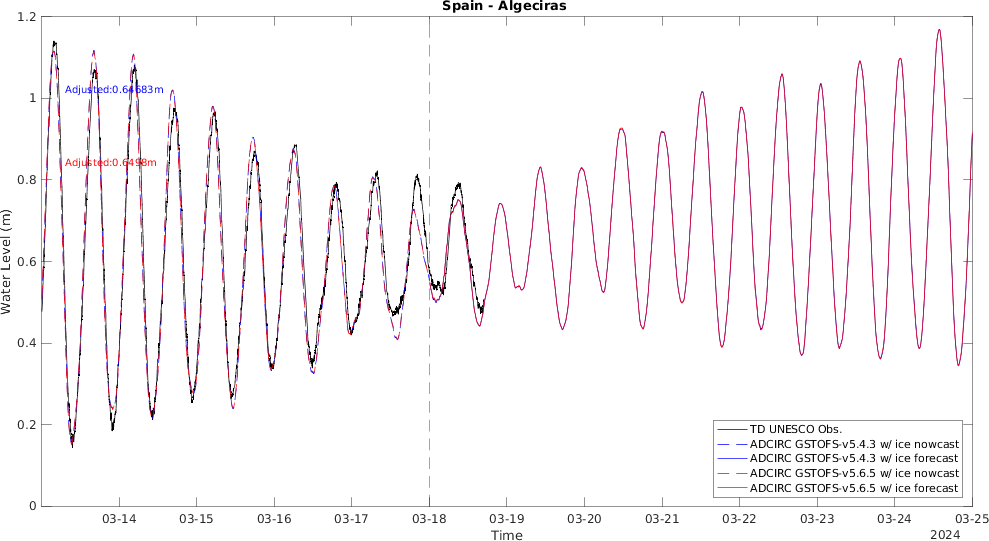 Spain - Algeciras
1.2
1
0.8
0.6
0.4
0.2
0
Water Level (m)
Adjusted:0.64683m
Adjusted:0.6498m
TD UNESCO Obs.
ADCIRC GSTOFS-v5.4.3 w/ ice nowcast
ADCIRC GSTOFS-v5.4.3 w/ ice forecast
ADCIRC GSTOFS-v5.6.5 w/ ice nowcast
ADCIRC GSTOFS-v5.6.5 w/ ice forecast
03-14 03-15 03-16 03-17 03-18 03-19 03-20 03-21 03-22 03-23 03-24 03-25
Time
2024